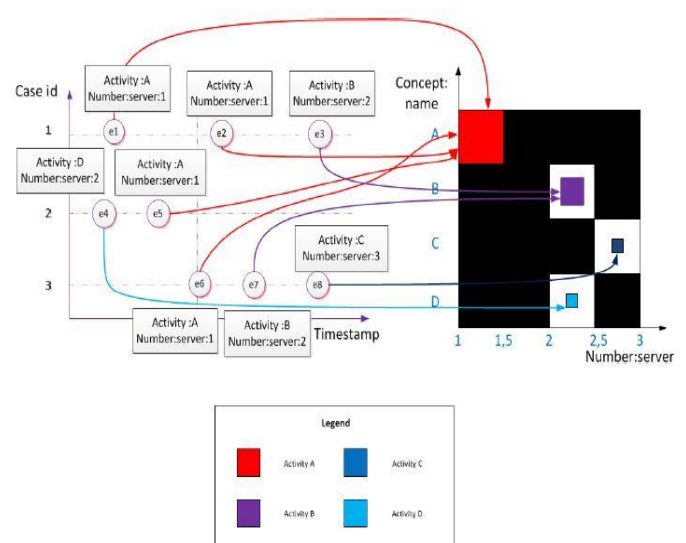 Activity :A
Number:server:1
Activity :A
Number:server:1
Activity :B
Number:server:2
Case id
1
e1
e2
e3
Activity :D
Number:server:2
Activity :A
Number:server:1
2
e4
e5
Activity :C
Number:server:3
3
e6
e7
e8
Activity :A
Number:server:1
Activity :B
Number:server:2
Timestamp
Concept:
name
A
B
C
D
1
1,5
2
2,5
3
Number:server
Legend
Activity A
Activity C
Activity B
Activity D